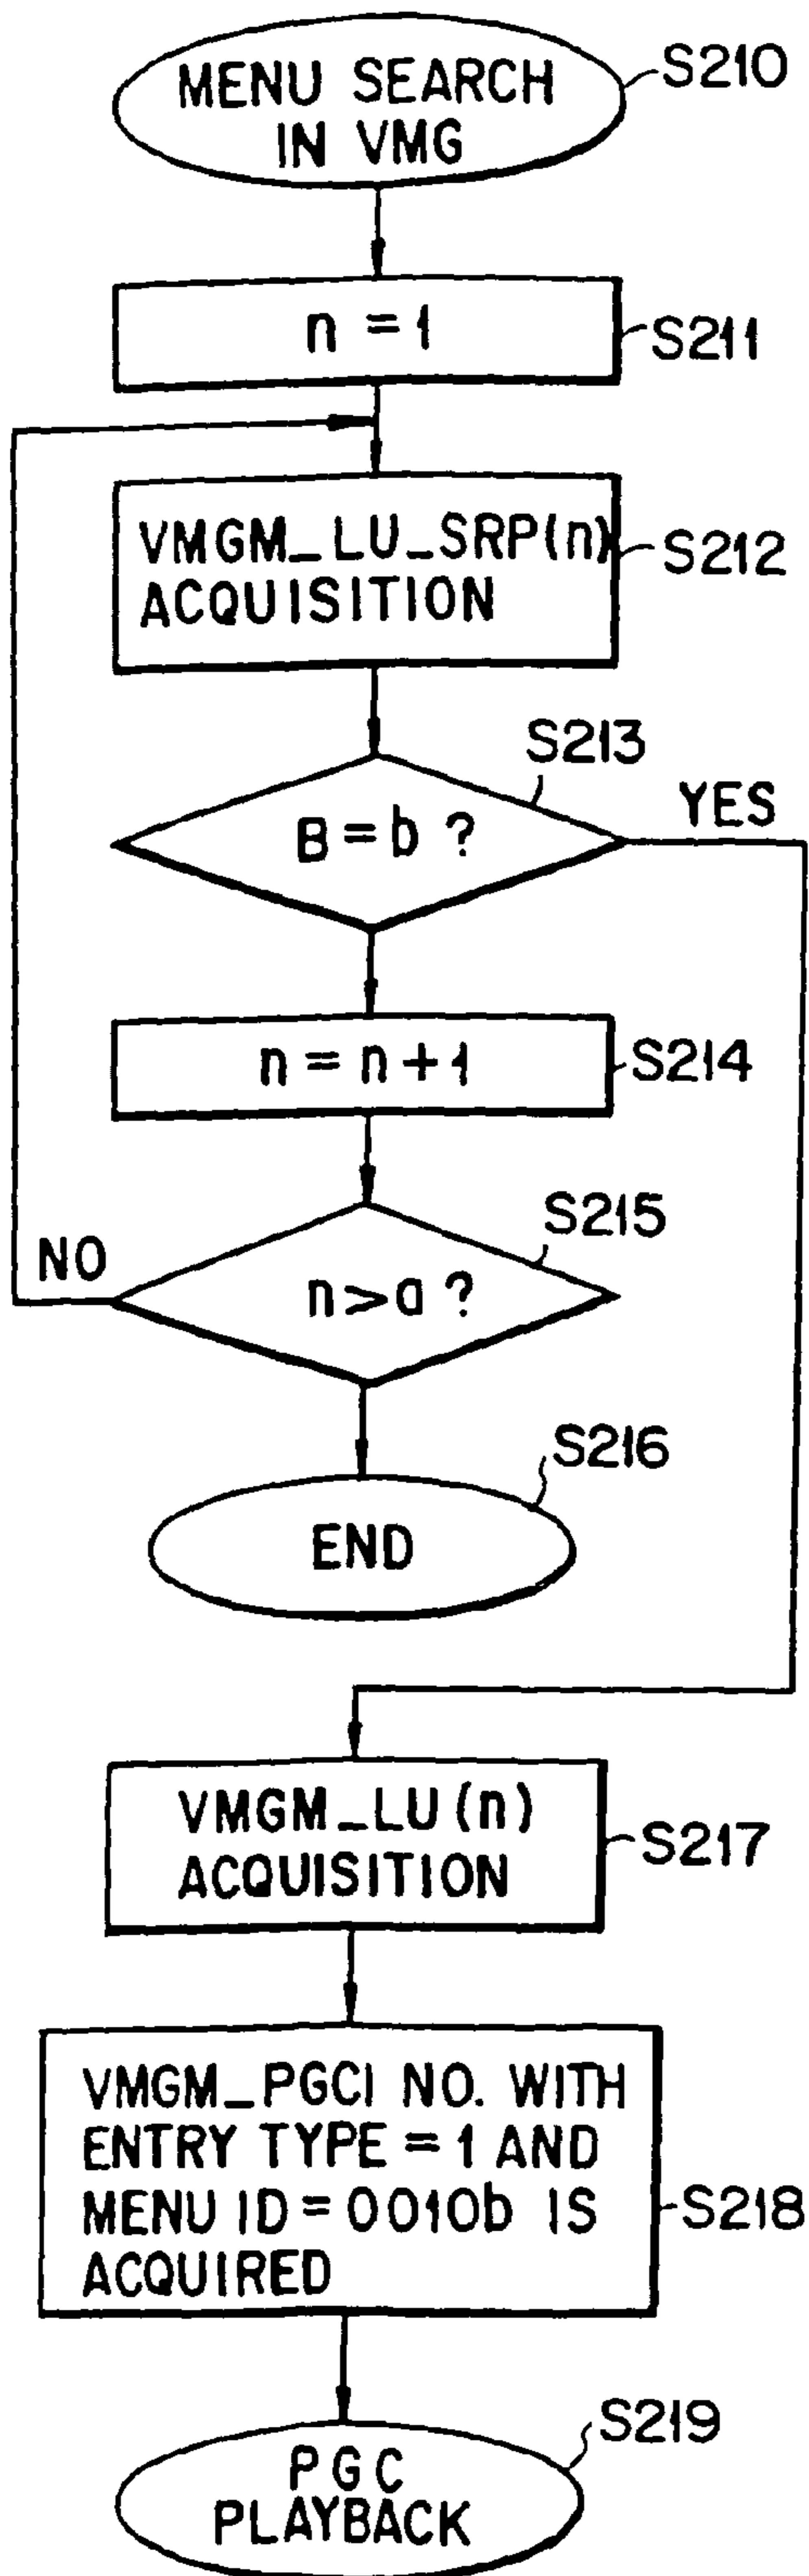 MENU SEARCH
IN VMG
S210
n = 1
S211
VMGM_LU_SRP(n)
ACQUISITION
S212
S213
B = b ?
YES
n = n + 1
S214
S215
NO
n > a ?
S216
END
VMGM_LU (n)
ACQUISITION
S217
VMGM_PGCI NO. WITH
ENTRY TYPE = 1 AND
MENU ID = 0010b IS
ACQUIRED
S218
S219
PGC
PLAYBACK